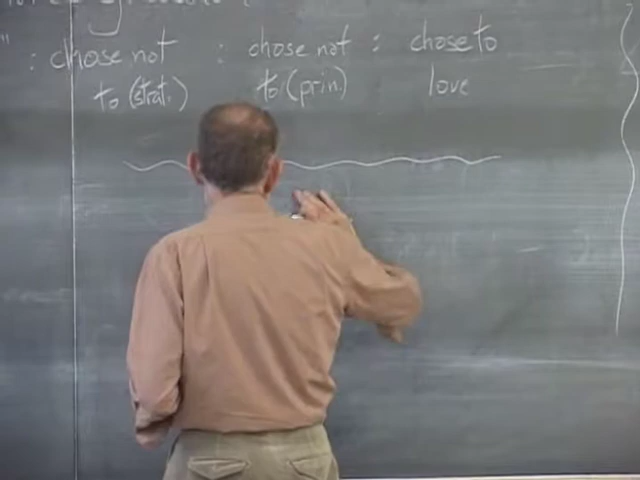 " : chose not : chose not : chose to
to (strat.) to (prin.) love